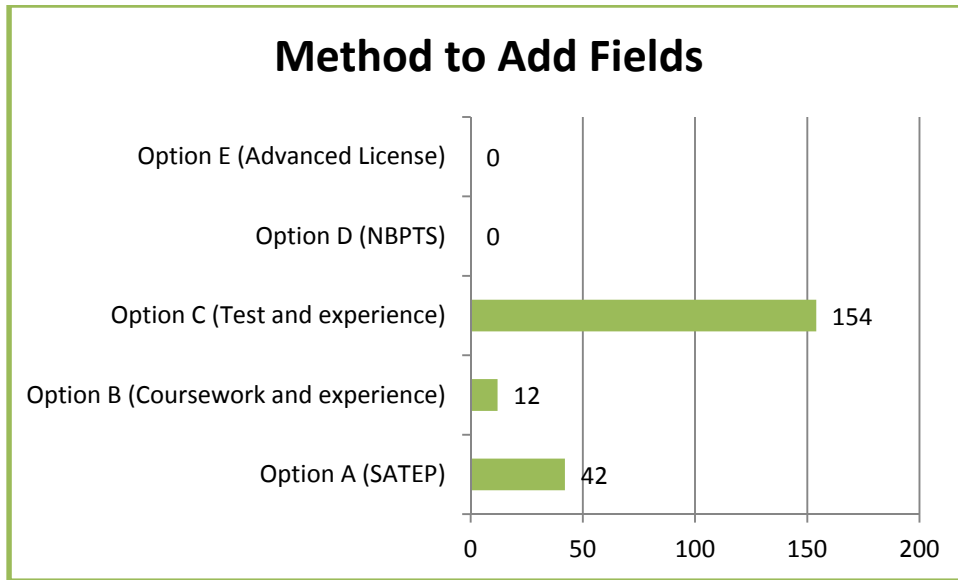 Method to Add Fields
Option E (Advanced License)
0
Option D (NBPTS)
0
Option C (Test and experience)
154
Option B (Coursework and experience)
12
Option A (SATEP)
42
0 50 100 150 200